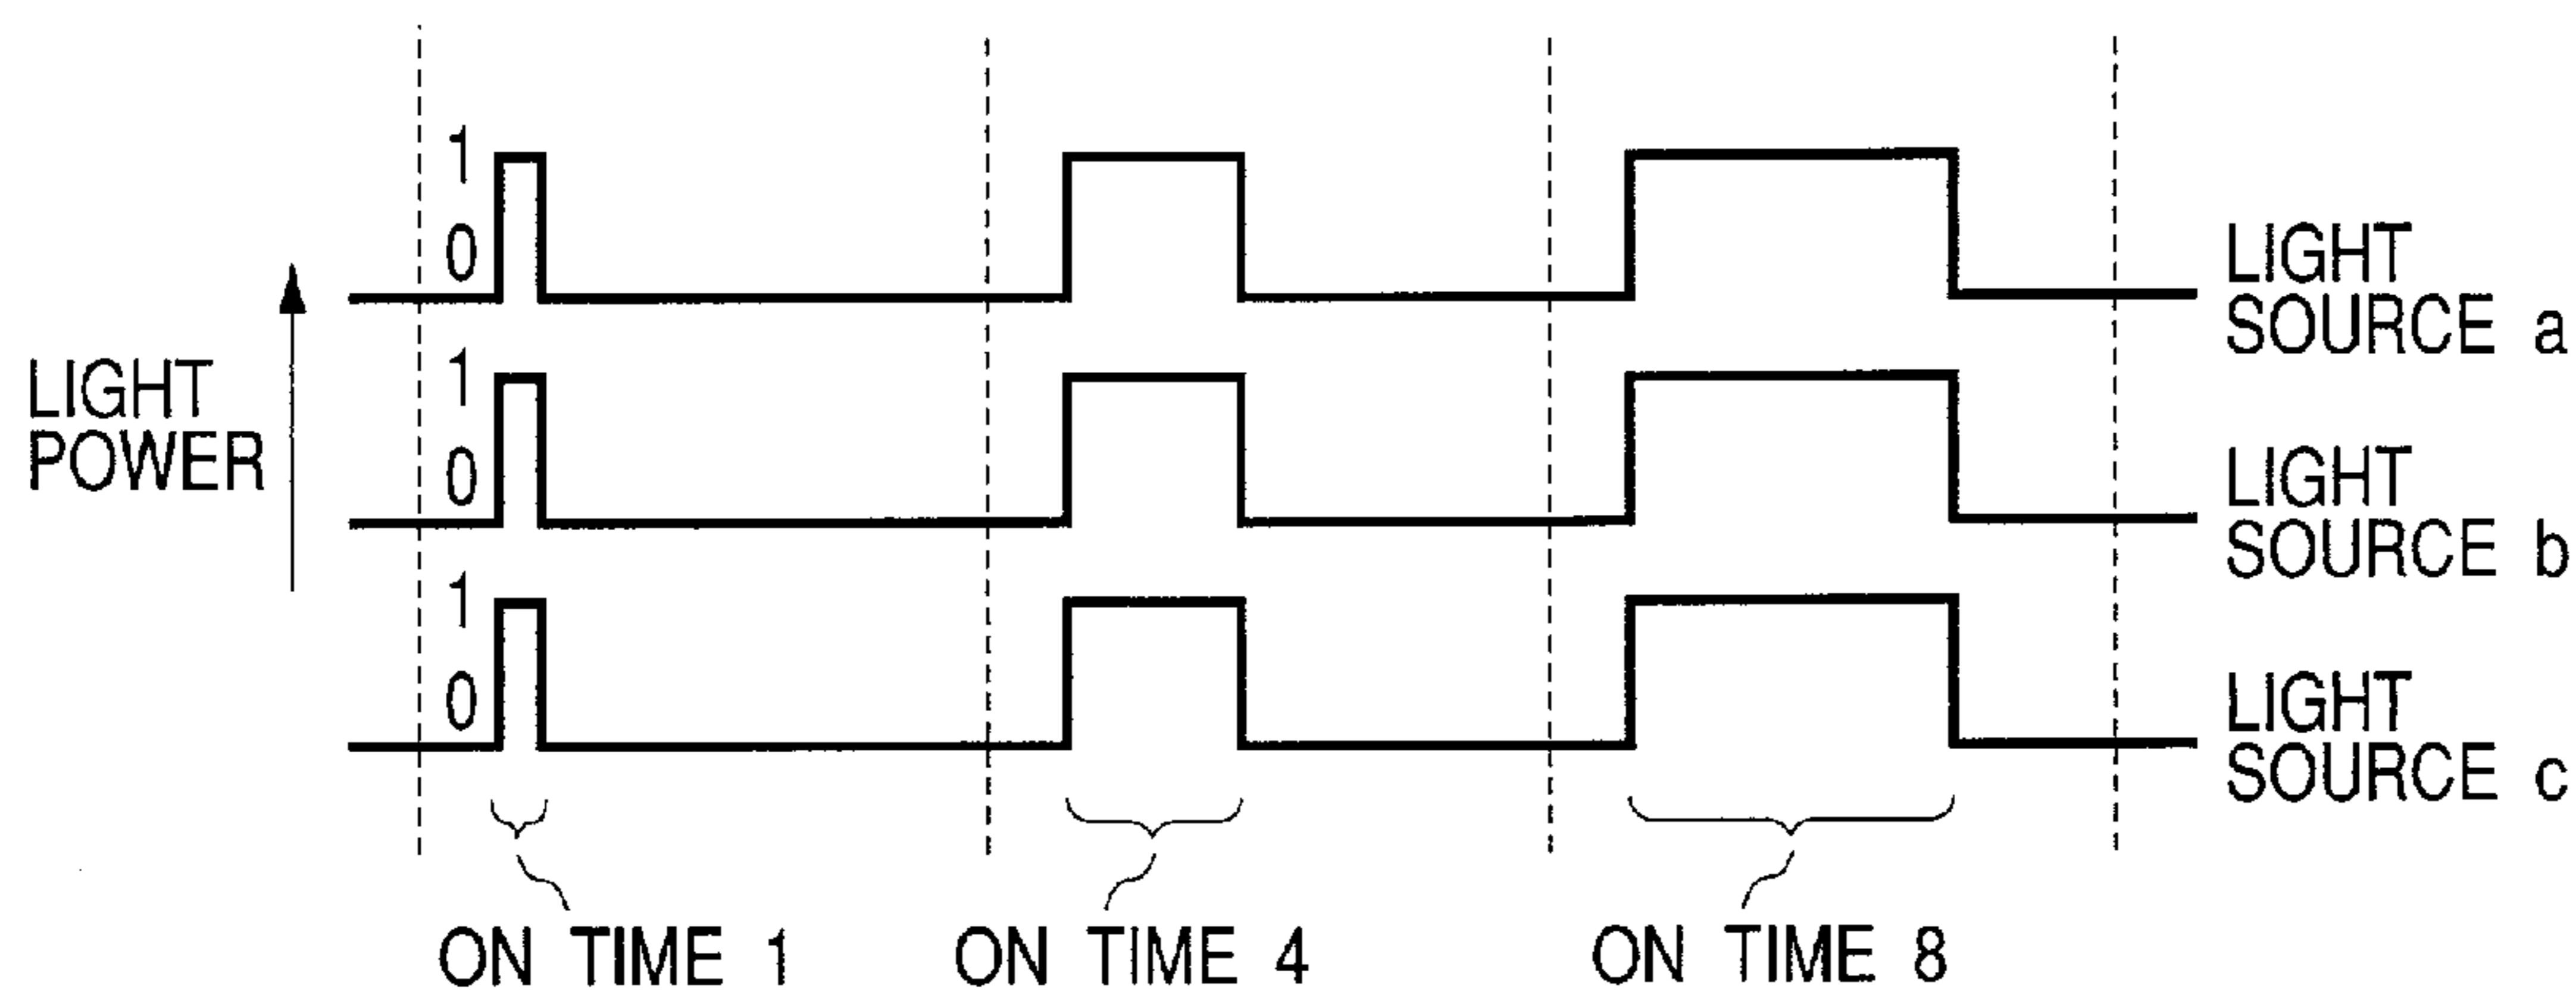 1
0
LIGHT
SOURCE a
LIGHT
POWER
1
0
LIGHT
SOURCE b
1
0
LIGHT
SOURCE c
ON TIME 1
ON TIME 4
ON TIME 8